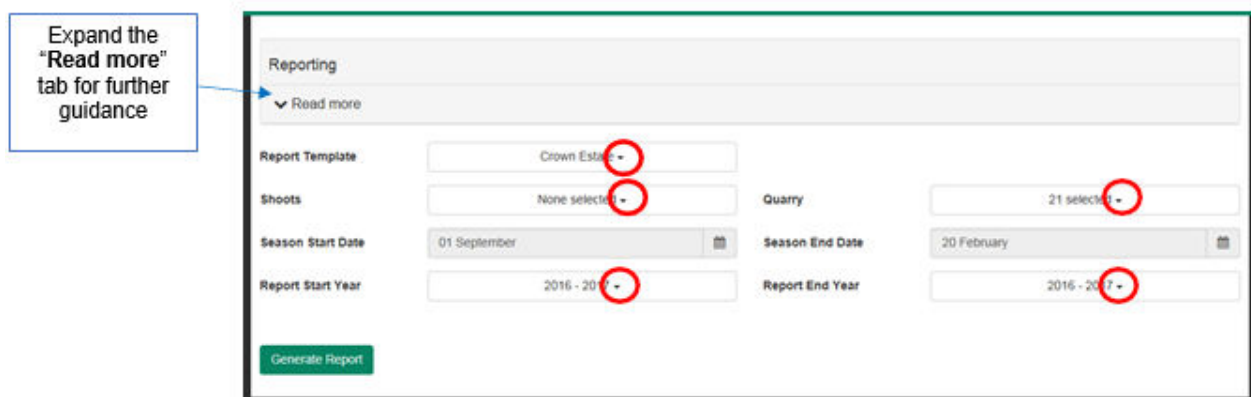 Expand the
"Read more"
tab for further
guidance
Reporting
Read more
Report Template
Crown Estate
Shoots
None selected
Quarry
21 selected
Season Start Date
01 September
Season End Date
20 February
Report Start Year
2016 - 2017
Report End Year
2016 - 2017
Generate Report